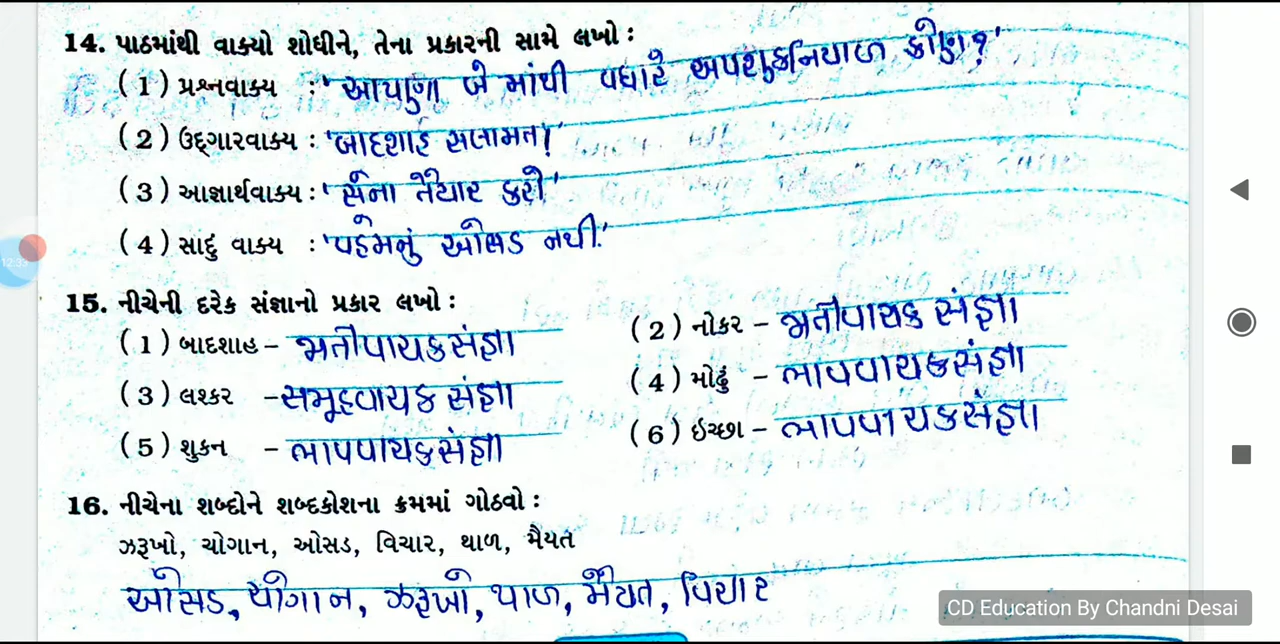 14. પાઠમાંથી વાક્યો શોધીને, તેના પ્રકારની સામે લખો :
(1) પ્રશ્નવાક્ય : 'આપણા બે માંથી વધારે અપશુકનિયાળ કોણ?'
(2) ઉદ્ગારવાક્ય : 'બાદશાહ સલામત!'
(3) આજ્ઞાર્થવાક્ય : 'સેના તૈયાર કરો'
(4) સાદું વાક્ય : 'વહેમનું ઓસડ નથી.'
12:33
15. નીચેની દરેક સંજ્ઞાનો પ્રકાર લખો :
(1) બાદશાહ - જાતીવાચક સંજ્ઞા (2) નોકર - જાતીવાચક સંજ્ઞા
(3) લશ્કર - સમૂહવાચક સંજ્ઞા (4) મોઢું - ભાવવાચક સંજ્ઞા
(5) શુકન - ભાવવાચક સંજ્ઞા (6) ઈચ્છા - ભાવવાચક સંજ્ઞા
16. નીચેના શબ્દોને શબ્દકોશના ક્રમમાં ગોઠવો :
ઝરૂખો, ચોગાન, ઓસડ, વિચાર, થાળ, મૈયત
ઓસડ, ચોગાન, ઝરૂખો, થાળ, મૈયત, વિચાર
CD Education By Chandni Desai